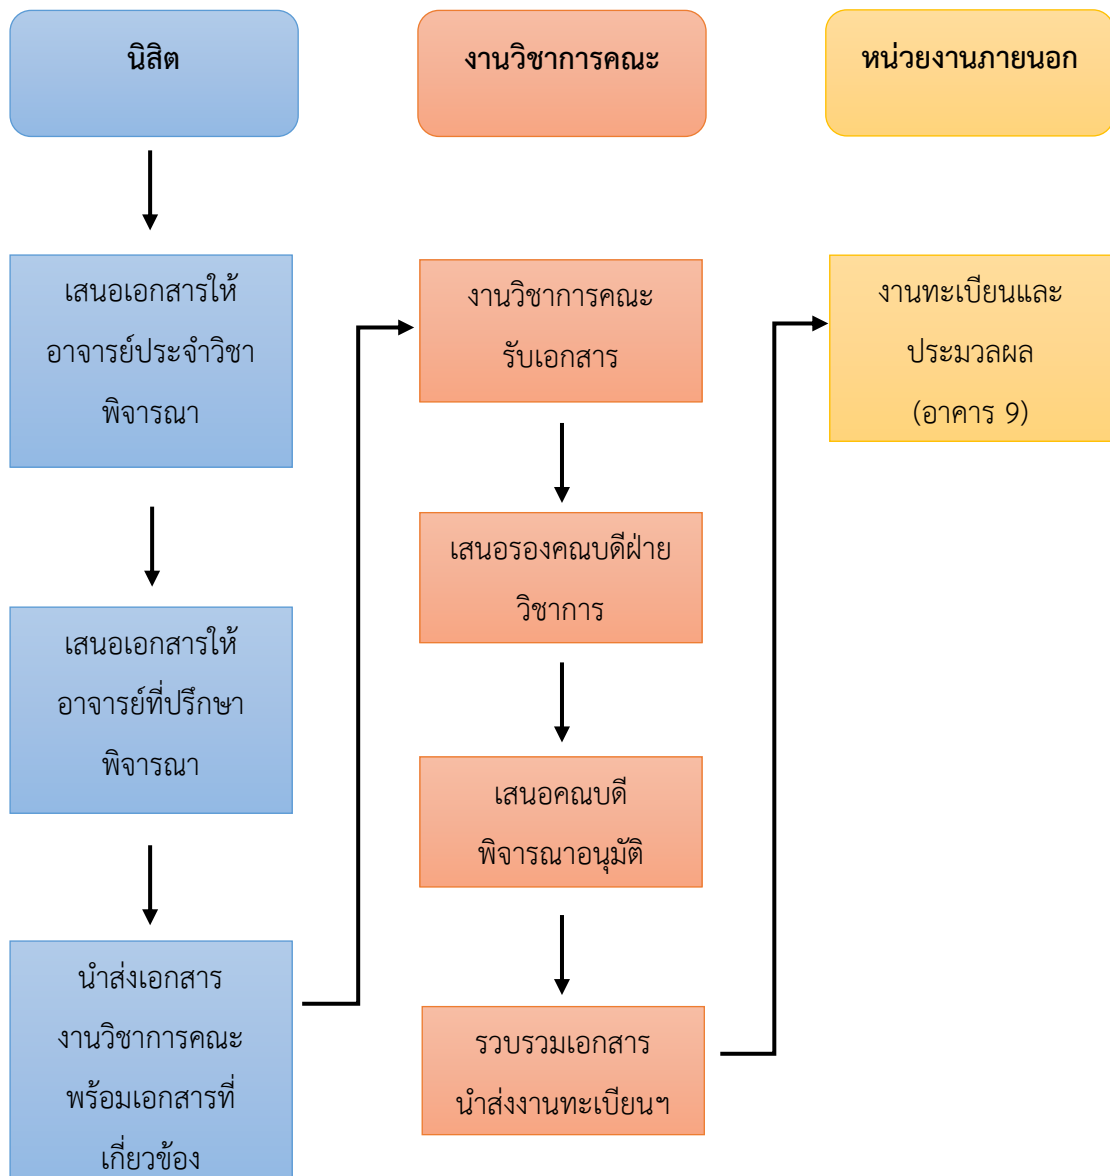 นิสิต
งานวิชาการคณะ
หน่วยงานภายนอก
เสนอเอกสารให้
อาจารย์ประจำวิชา
พิจารณา
เสนอเอกสารให้
อาจารย์ที่ปรึกษา
พิจารณา
นำส่งเอกสาร
งานวิชาการคณะ
พร้อมเอกสารที่
เกี่ยวข้อง
งานวิชาการคณะ
รับเอกสาร
เสนอรองคณบดีฝ่าย
วิชาการ
เสนอคณบดี
พิจารณาอนุมัติ
รวบรวมเอกสาร
นำส่งงานทะเบียนฯ
งานทะเบียนและ
ประมวลผล
(อาคาร 9)